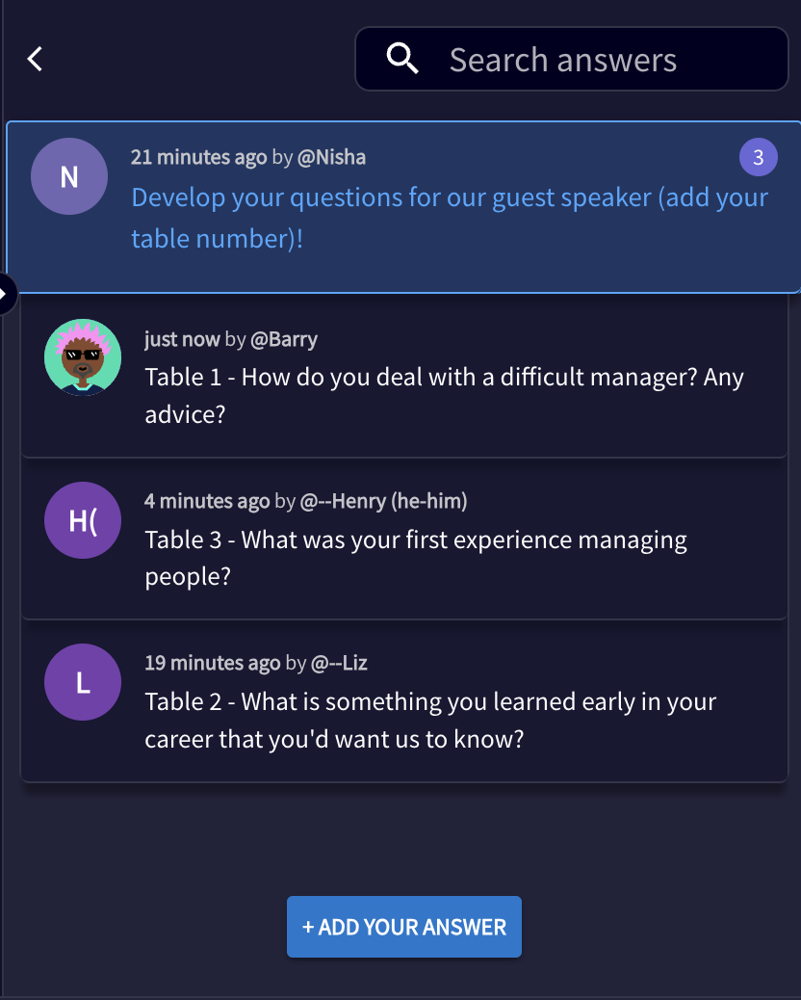 Search answers
N
21 minutes ago by @Nisha
3
Develop your questions for our guest speaker (add your
table number)!
just now by @Barry
Table 1 - How do you deal with a difficult manager? Any
advice?
H(
4 minutes ago by @--Henry (he-him)
Table 3 - What was your first experience managing
people?
L
19 minutes ago by @--Liz
Table 2 - What is something you learned early in your
career that you'd want us to know?
+ ADD YOUR ANSWER